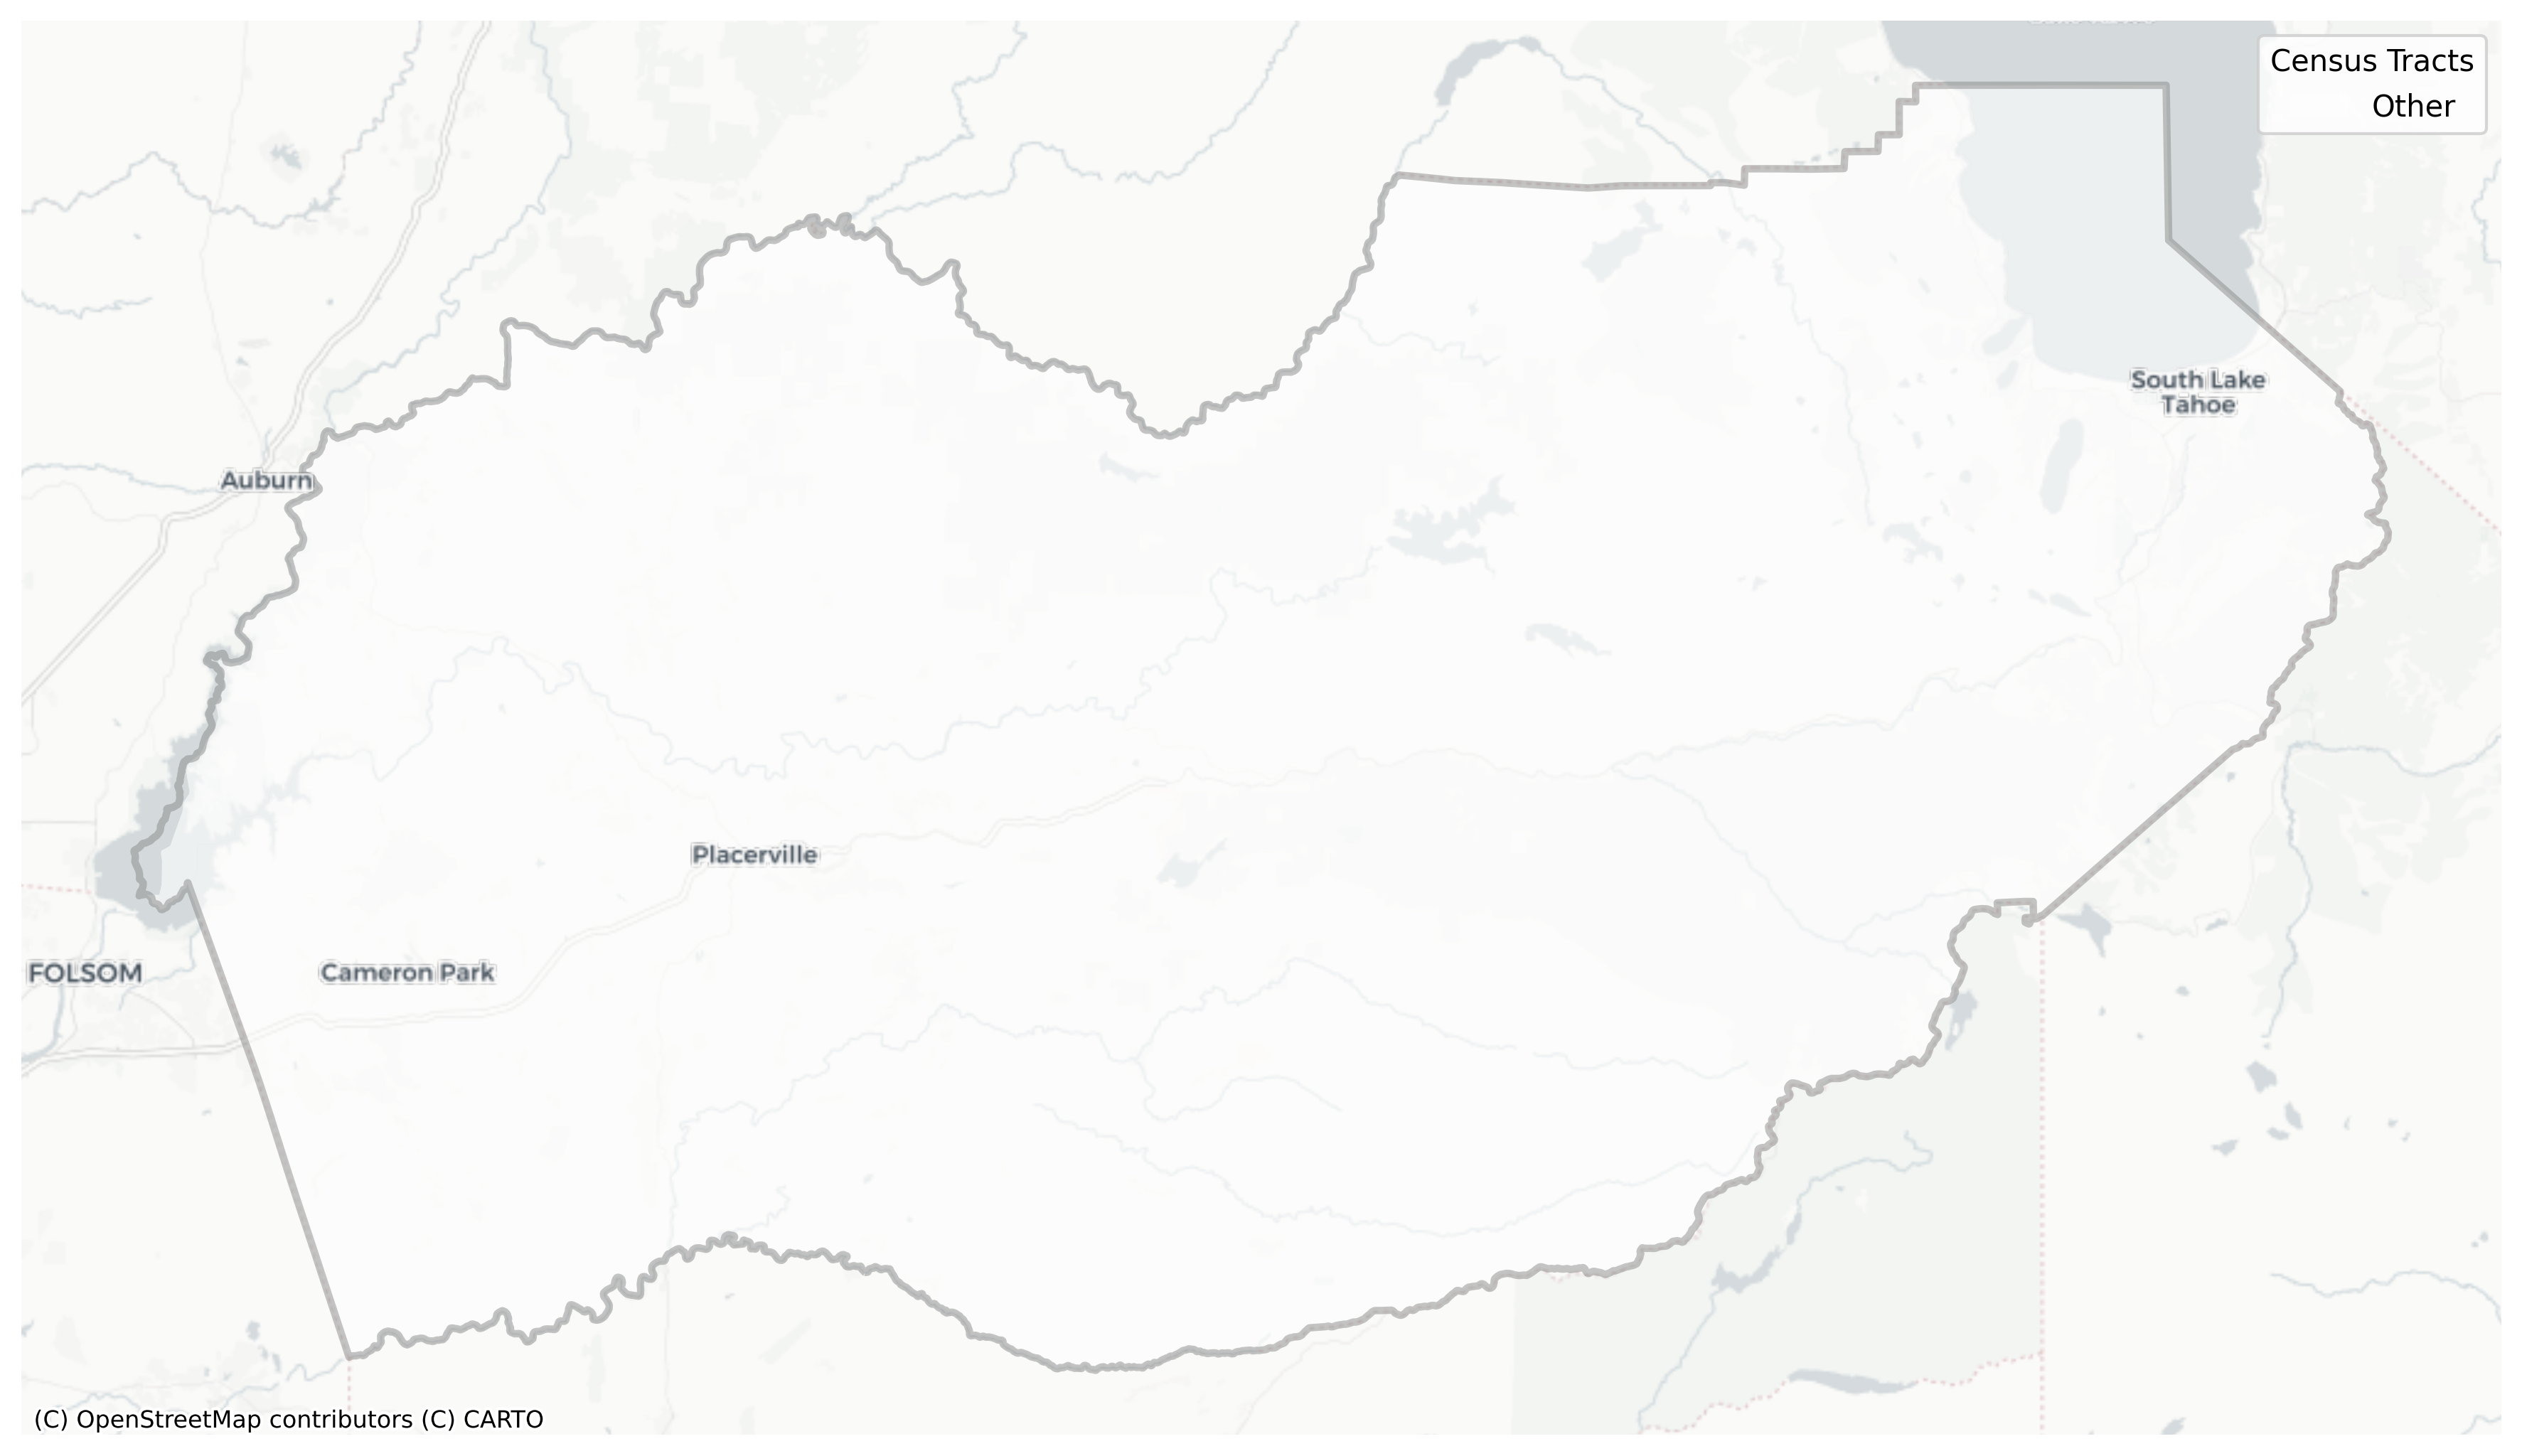 Census Tracts
Other
South Lake
Tahoe
Auburn
Placerville
FOLSOM
Cameron Park
(C) OpenStreetMap contributors (C) CARTO